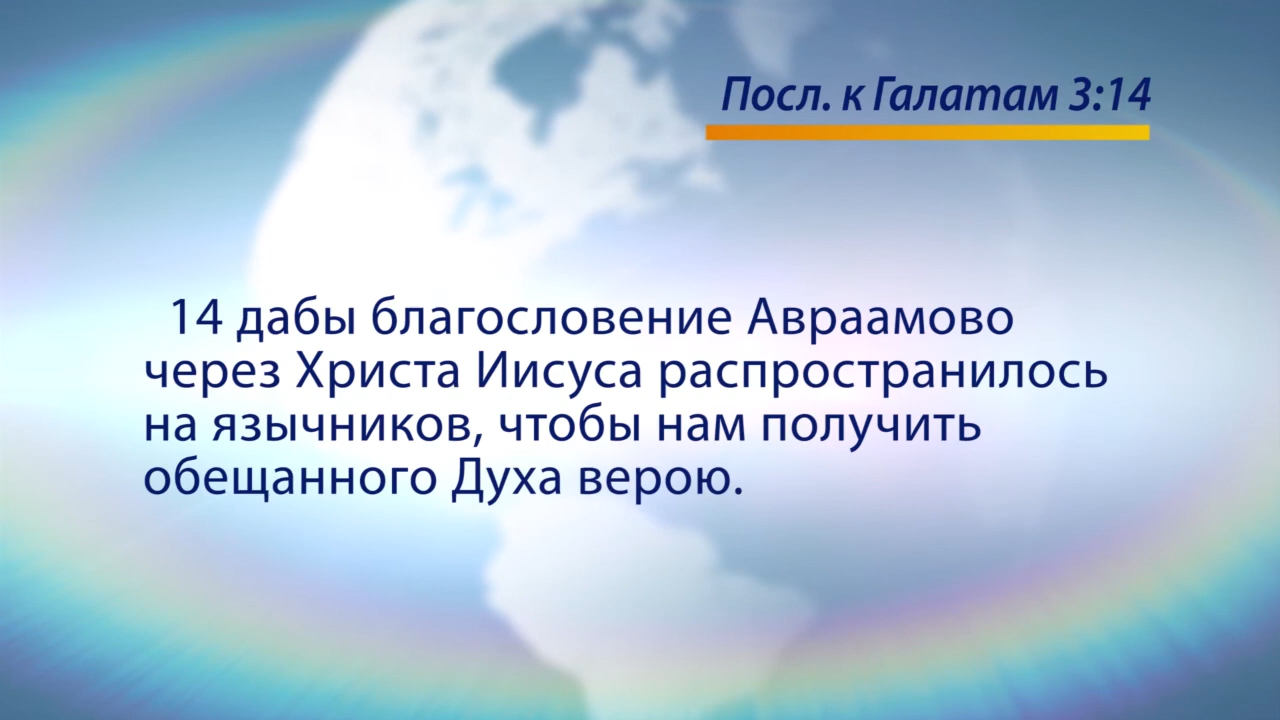 Посл. к Галатам 3:14
14 дабы благословение Авраамово
через Христа Иисуса распространилось
на язычников, чтобы нам получить
обещанного Духа верою.